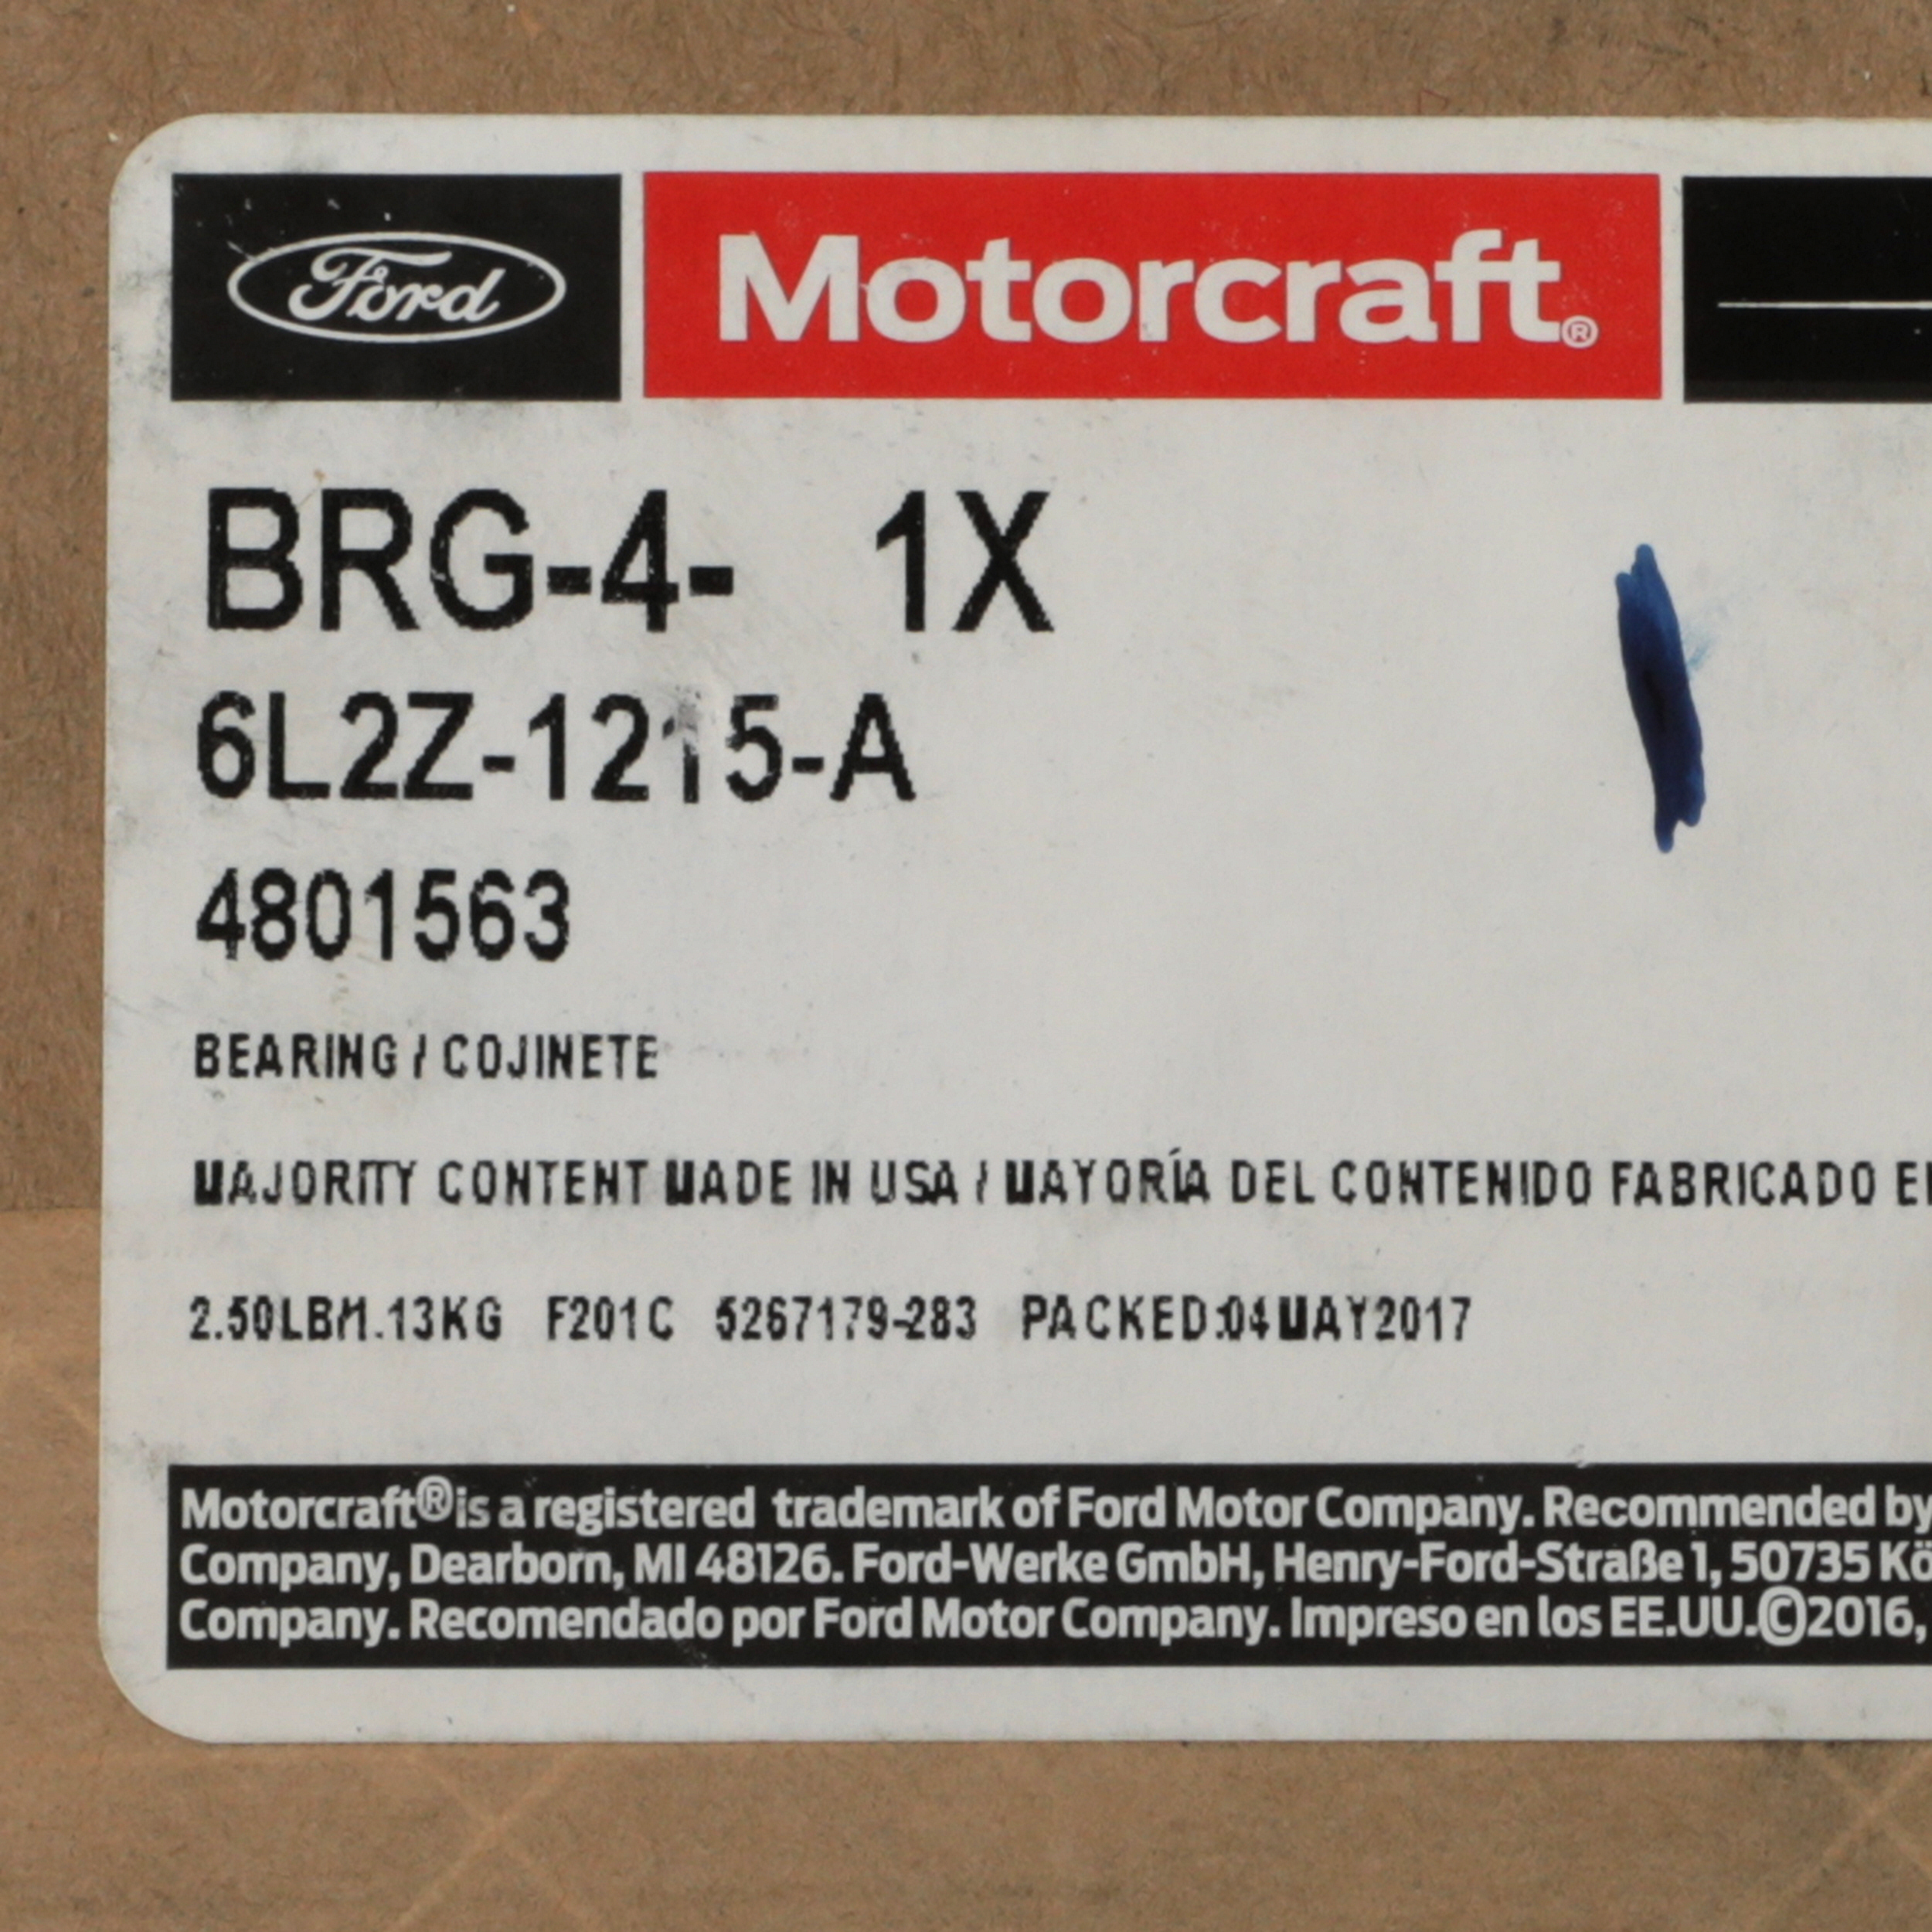 Ford Motorcraft®
BRG-4- 1X
6L2Z-1215-A
4801563
BEARING / COJINETE
MAJORITY CONTENT MADE IN USA / MAYORÍA DEL CONTENIDO FABRICADO
2.50LB/1.13KG F201C 5267179-283 PACKED:04MAY2017
Motorcraft® is a registered trademark of Ford Motor Company. Recommended by
Company, Dearborn, MI 48126. Ford-Werke GmbH, Henry-Ford-Straße 1, 50735
Company. Recomendado por Ford Motor Company. Impreso en los EE.UU.©2016,